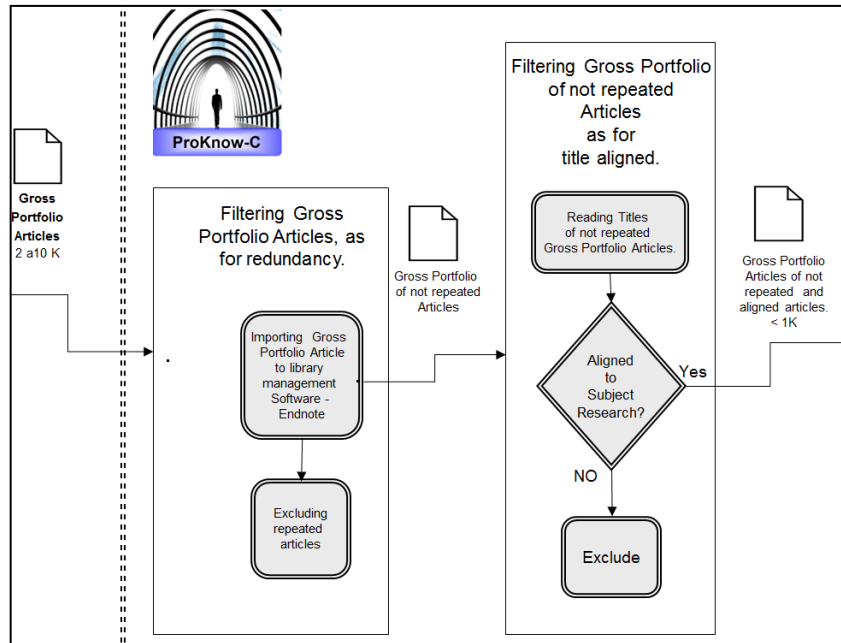 ProKnow-C
Gross
Portfolio
Articles
2 a10 K
Filtering Gross
Portfolio Articles, as
for redundancy.
.
Importing Gross
Portfolio Article
to library
management
Software -
Endnote
Excluding
repeated
articles
Gross Portfolio
of not repeated
Articles
Filtering Gross Portfolio
of not repeated
Articles
as for
title aligned.
Reading Titles
of not repeated
Gross Portfolio Articles.
Aligned
to
Subject
Research?
Yes
NO
Exclude
Gross Portfolio
Articles of not
repeated and
aligned articles.
< 1K